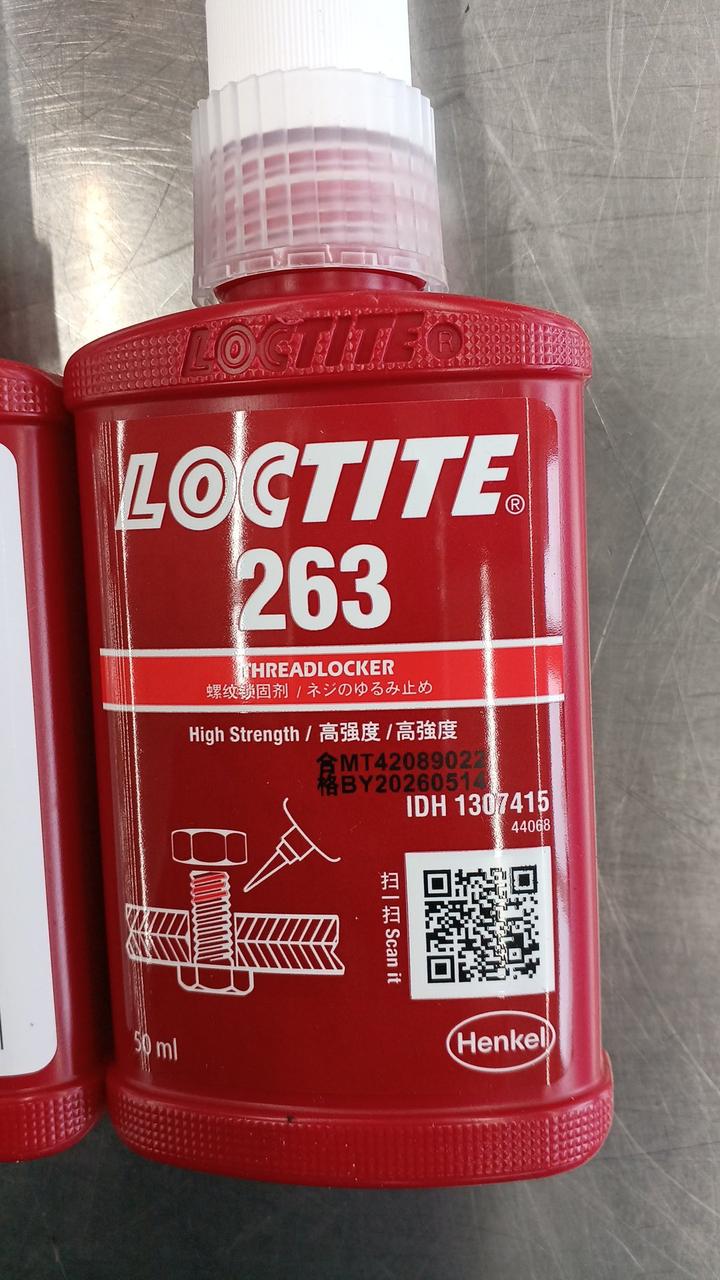 LOCTITE®
LOCTITE®
263
THREADLOCKER
螺纹锁固剂 / ネジのゆるみ止め
High Strength / 高强度 / 高強度
合MT42089022
格BY20260514
IDH 1307415
44068
扫一扫 Scan it
50 ml
Henkel